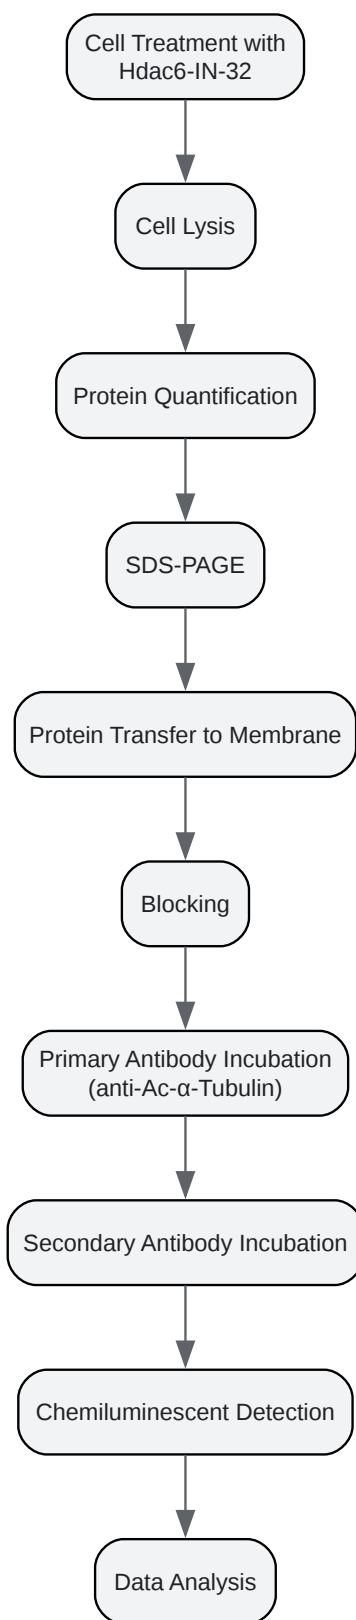 Cell Treatment with
Hdac6-IN-32
Cell Lysis
Protein Quantification
SDS-PAGE
Protein Transfer to Membrane
Blocking
Primary Antibody Incubation
(anti-Ac-α-Tubulin)
Secondary Antibody Incubation
Chemiluminescent Detection
Data Analysis